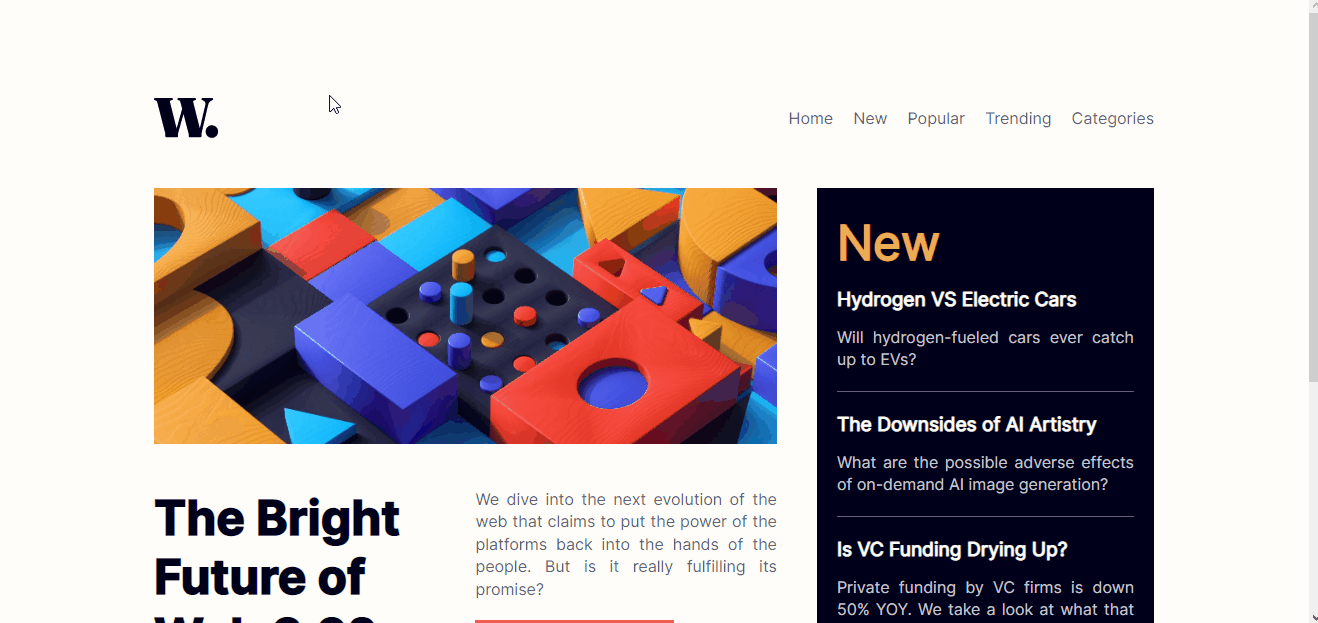 W.
Home New Popular Trending Categories
New
Hydrogen VS Electric Cars
Will hydrogen-fueled cars ever catch
up to EVs?
The Downsides of AI Artistry
What are the possible adverse effects
of on-demand AI image generation?
Is VC Funding Drying Up?
Private funding by VC firms is down
50% YOY. We take a look at what that
The Bright
Future of
We dive into the next evolution of the
web that claims to put the power of the
platforms back into the hands of the
people. But is it really fulfilling its
promise?